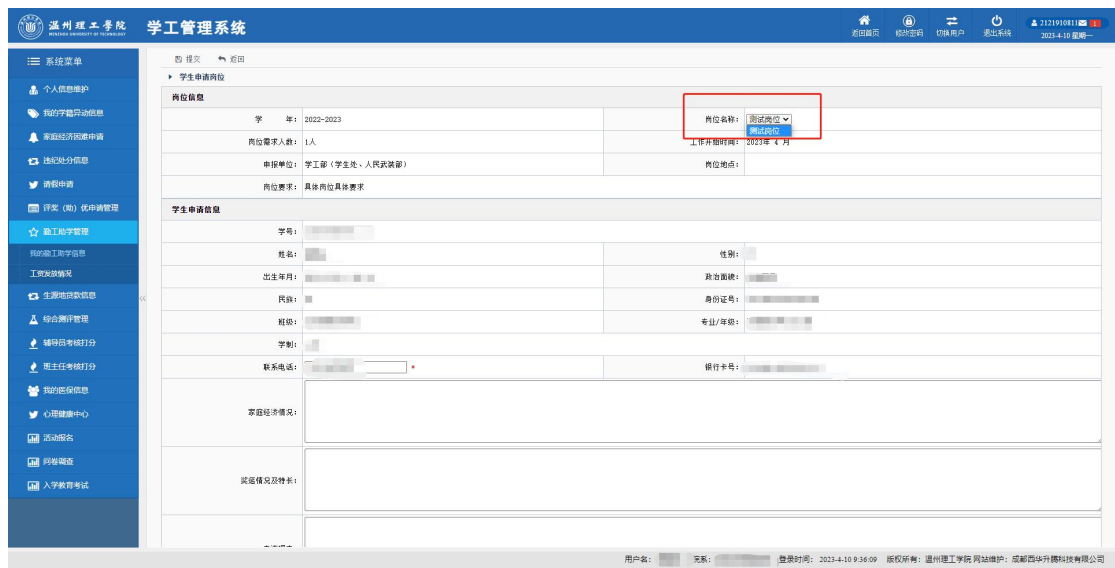 温州理工学院 学工管理系统
WENZHOU UNIVERSITY OF TECHNOLOGY
返回首页 修改密码 切换用户 退出系统
2121910811 1
2023-4-10 星期一
系统菜单
个人信息维护
我的学籍异动信息
家庭经济困难申请
违纪处分信息
请假申请
评奖（助）优申请管理
勤工助学管理
我的勤工助学信息
工资发放情况
生源地贷款信息
综合测评管理
辅导员考核打分
班主任考核打分
我的医保信息
心理健康中心
活动报名
问卷调查
入学教育考试
提交 返回
学生申请岗位
岗位信息
学 年: 2022-2023 岗位名称: 测试岗位
测试岗位
岗位需求人数: 1人 工作开始时间: 2023年 4 月
申报单位: 学工部（学生处、人民武装部） 岗位地点:
岗位要求: 具体岗位具体要求
学生申请信息
学号:
姓名: 性别:
出生年月: 政治面貌:
民族: 身份证号:
班级: 专业/年级:
学制:
联系电话: * 银行卡号:
家庭经济情况:
奖惩情况及特长:
用户名: 院系: 登录时间: 2023-4-10 9:36:09 版权所有: 温州理工学院 网站维护: 成都西华升腾科技有限公司